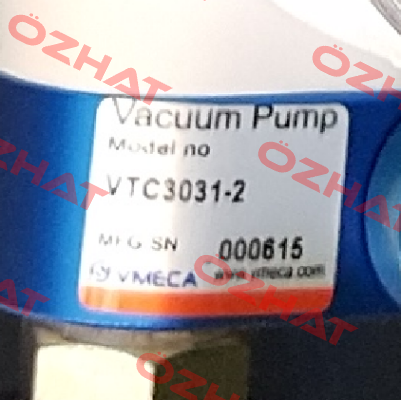 Vacuum Pump
Model no
VTC3031-2
MFG SN 000615
VMECA www.vmeca.com
ÖZHAT
ÖZHAT
ÖZHAT
ÖZHAT
ÖZHAT
ÖZHAT